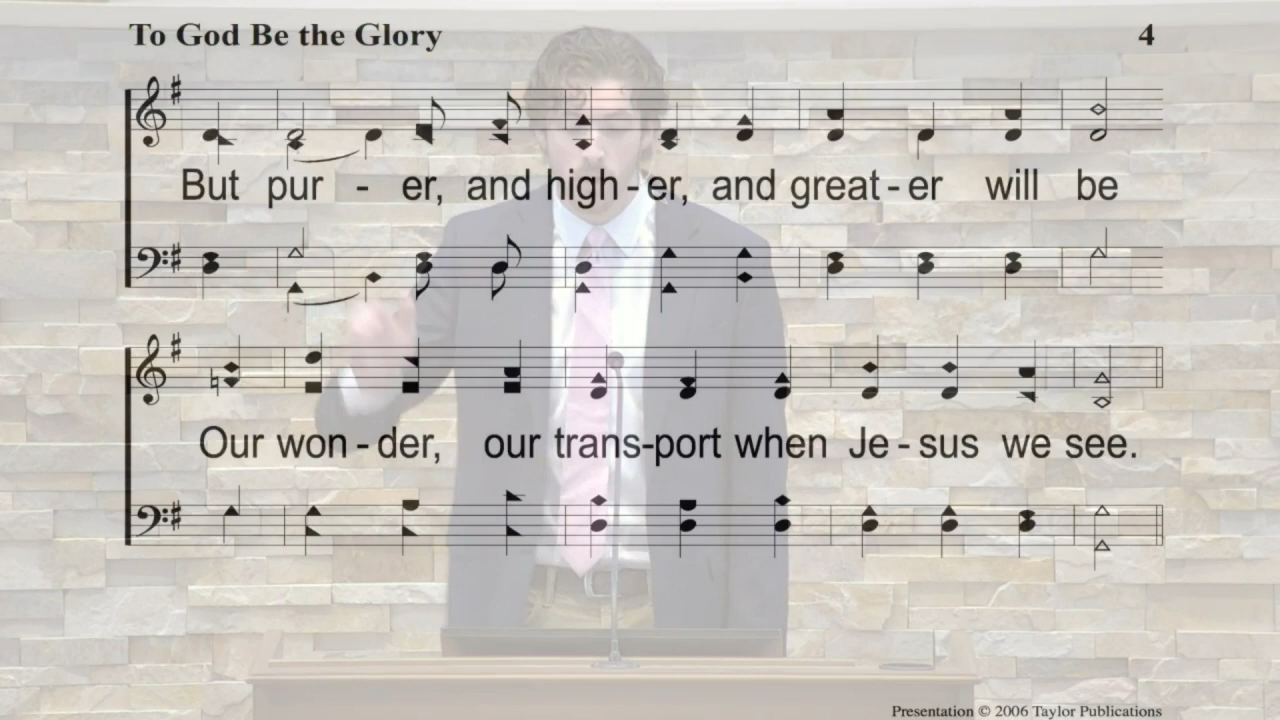 To God Be the Glory 4
But pur - er, and high - er, and great - er will be
Our won - der, our trans - port when Je - sus we see.
Presentation © 2006 Taylor Publications